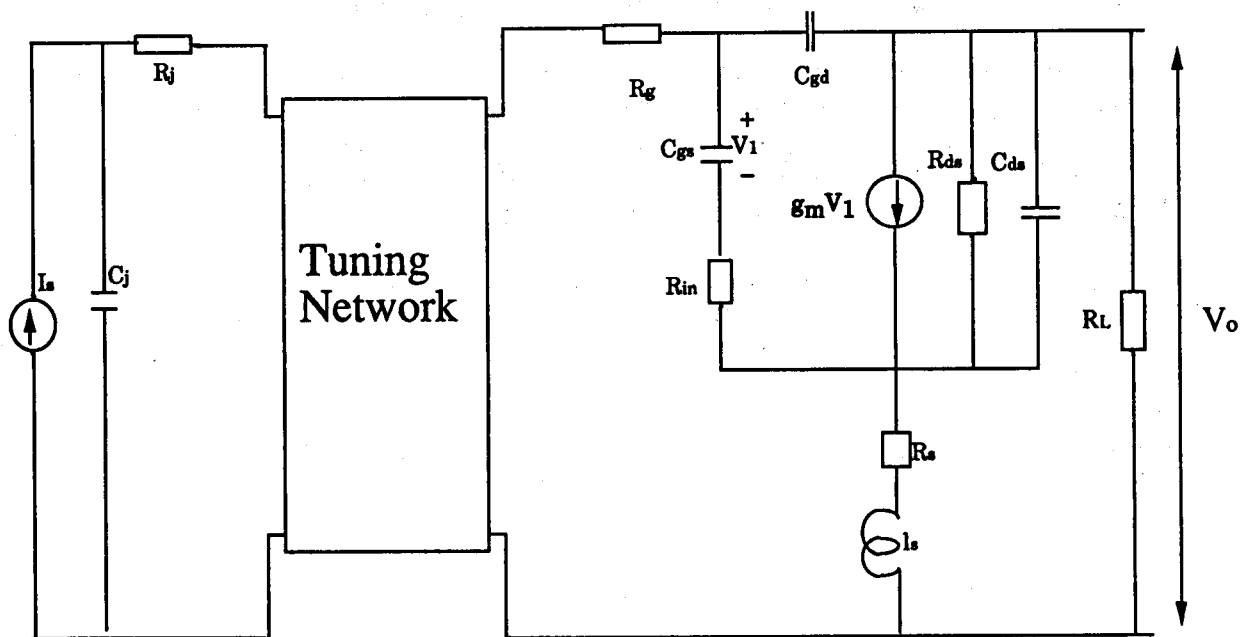 Rj
Rg
Cgd
Cgs
+
V1
-
Rds
Cds
gmV1
Tuning
Network
Is
Cj
Rin
RL
Vo
Rs
ls